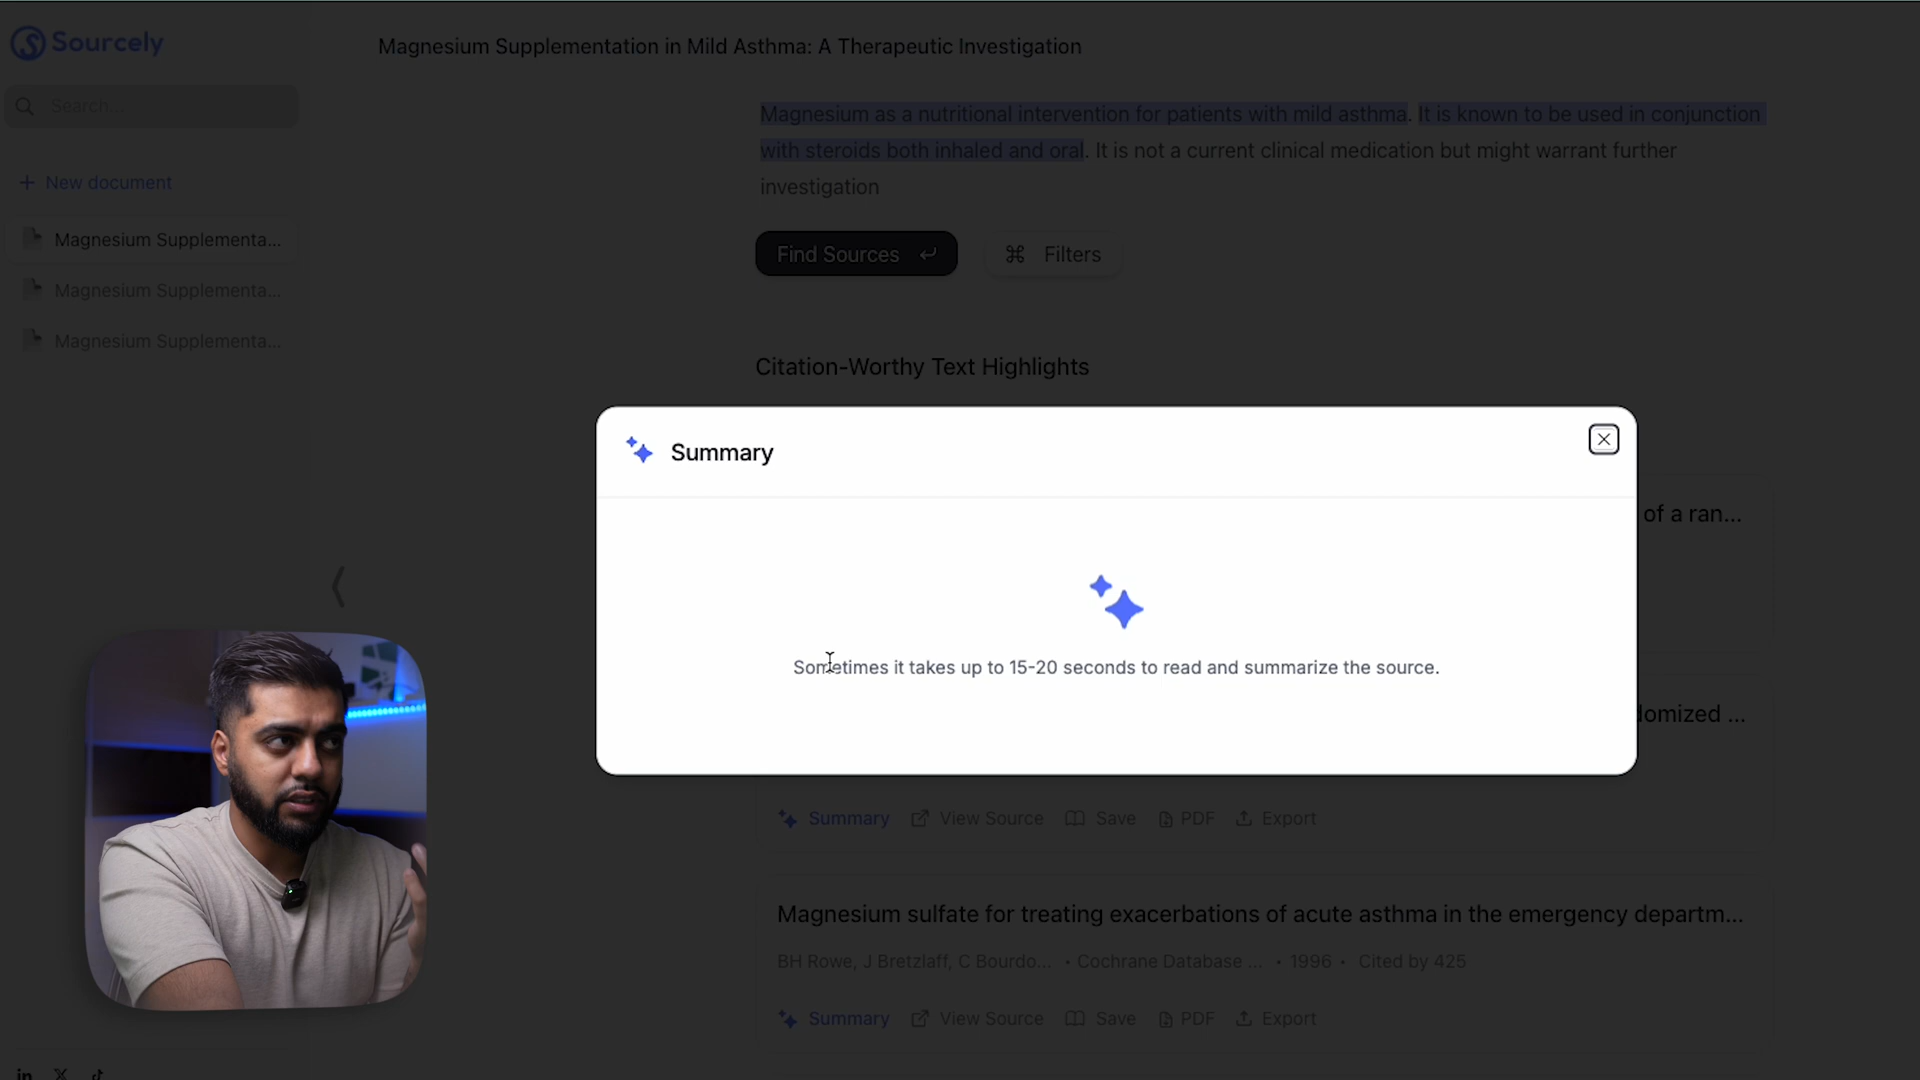 Sourcely
Magnesium Supplementation in Mild Asthma: A Therapeutic Investigation
Search...
Magnesium as a nutritional intervention for patients with mild asthma. It is known to be used in conjunction
with steroids both inhaled and oral. It is not a current clinical medication but might warrant further
investigation
+ New document
Magnesium Supplementa...
Magnesium Supplementa...
Magnesium Supplementa...
Find Sources
Filters
Citation-Worthy Text Highlights
Summary
of a ran...
Sometimes it takes up to 15-20 seconds to read and summarize the source.
domized ...
Summary View Source Save PDF Export
Magnesium sulfate for treating exacerbations of acute asthma in the emergency departm...
BH Rowe, J Bretzlaff, C Bourdo... • Cochrane Database ... • 1996 • Cited by 425
Summary View Source Save PDF Export